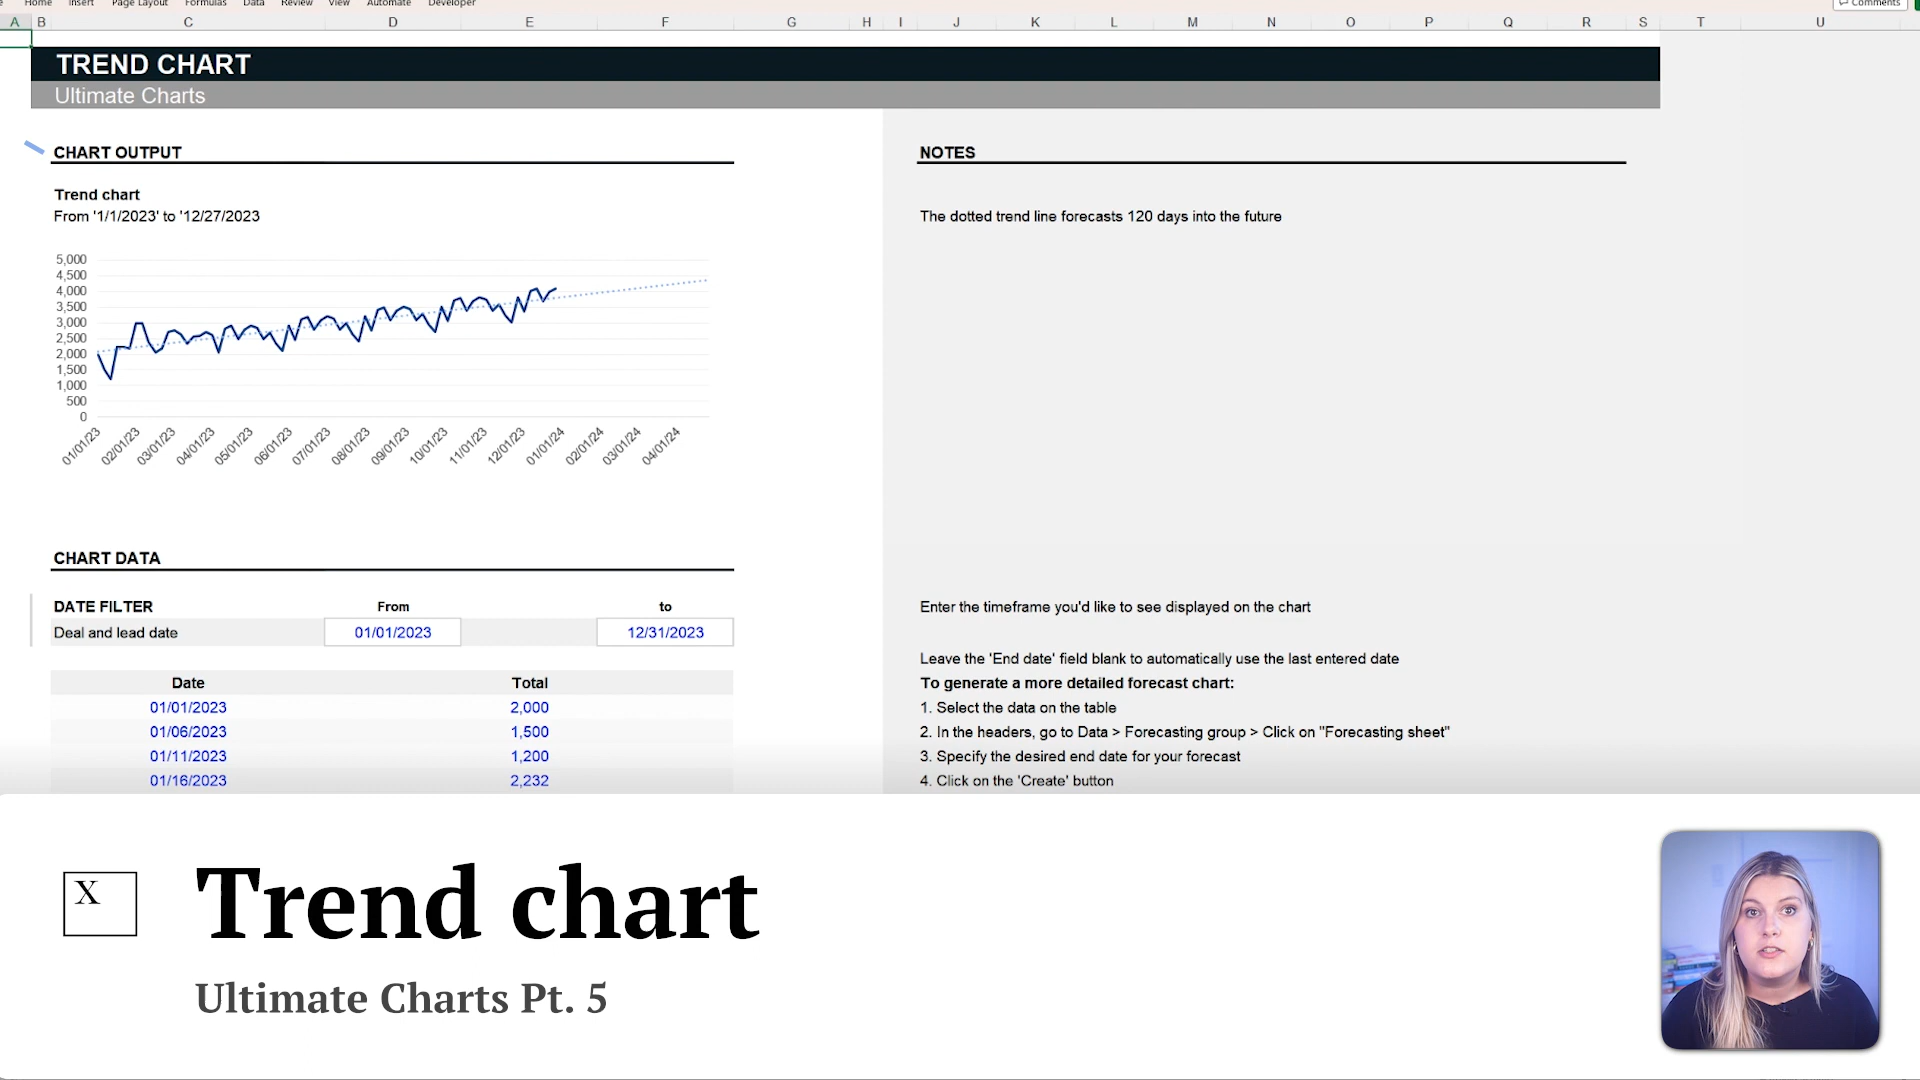 Home Insert Page Layout Formulas Data Review View Automate Developer
Comments
A B C D E F G H I J K L M N O P Q R S T U
TREND CHART
Ultimate Charts
CHART OUTPUT
Trend chart
From '1/1/2023' to '12/27/2023
5,000
4,500
4,000
3,500
3,000
2,500
2,000
1,500
1,000
500
0
01/01/23 02/01/23 03/01/23 04/01/23 05/01/23 06/01/23 07/01/23 08/01/23 09/01/23 10/01/23 11/01/23 12/01/23 01/01/24 02/01/24 03/01/24 04/01/24
NOTES
The dotted trend line forecasts 120 days into the future
CHART DATA
DATE FILTER From to
Deal and lead date 01/01/2023 12/31/2023
Date Total
01/01/2023 2,000
01/06/2023 1,500
01/11/2023 1,200
01/16/2023 2,232
Enter the timeframe you'd like to see displayed on the chart
Leave the 'End date' field blank to automatically use the last entered date
To generate a more detailed forecast chart:
1. Select the data on the table
2. In the headers, go to Data > Forecasting group > Click on "Forecasting sheet"
3. Specify the desired end date for your forecast
4. Click on the 'Create' button
X
Trend chart
Ultimate Charts Pt. 5